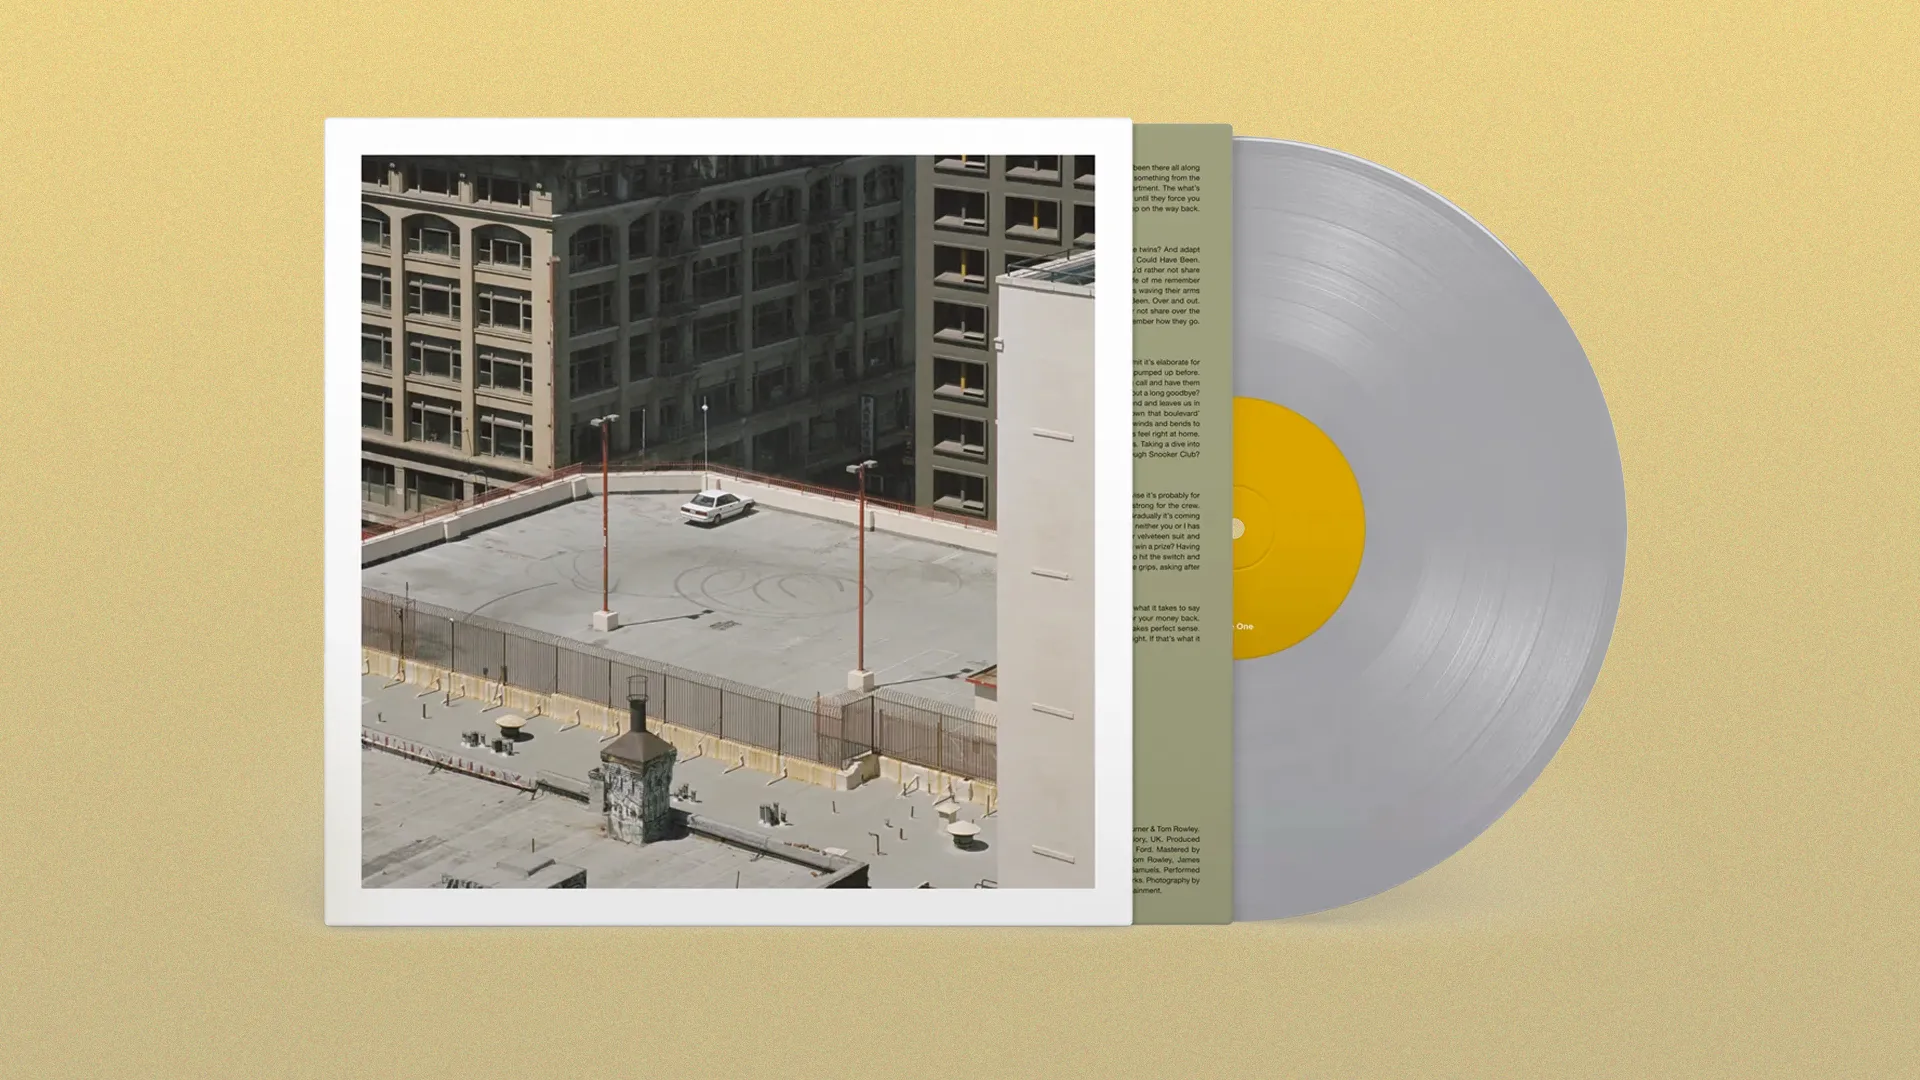 been there all along
something from the
artment. The what's
until they force you
p on the way back.
e twins? And adapt
Could Have Been.
u'd rather not share
fe of me remember
s waving their arms
Been. Over and out.
not share over the
ember how they go.
mit it's elaborate for
pumped up before.
call and have them
out a long goodbye?
nd and leaves us in
wn that boulevard"
winds and bends to
s feel right at home.
s. Taking a dive into
ugh Snooker Club?
vise it's probably for
strong for the crew.
Gradually it's coming
neither you or I has
r velveteen suit and
win a prize? Having
o hit the switch and
e grips, asking after
what it takes to say
r your money back.
akes perfect sense.
ight. If that's what it
One
urner & Tom Rowley.
tory, UK. Produced
Ford. Mastered by
om Rowley, James
Samuels. Performed
rks. Photography by
ainment.